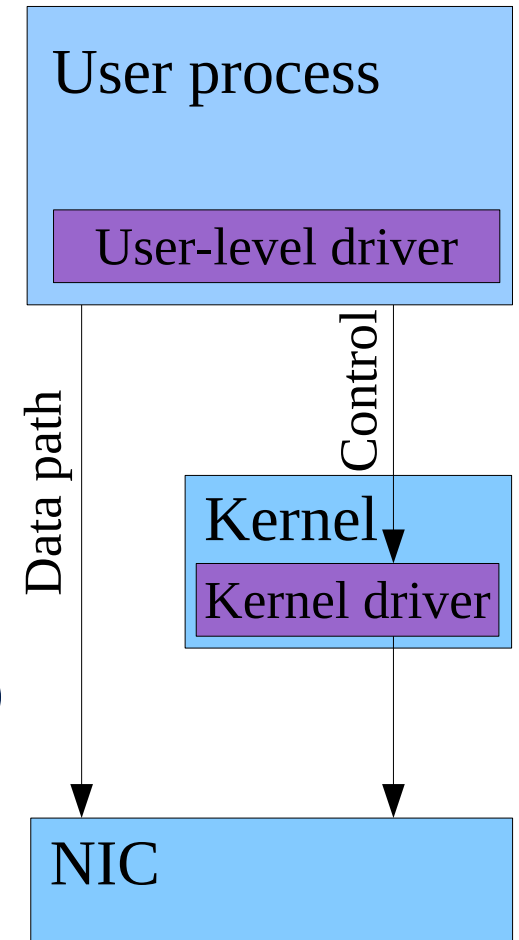 User process
User-level driver
Control
Data path
Kernel
Kernel driver
NIC